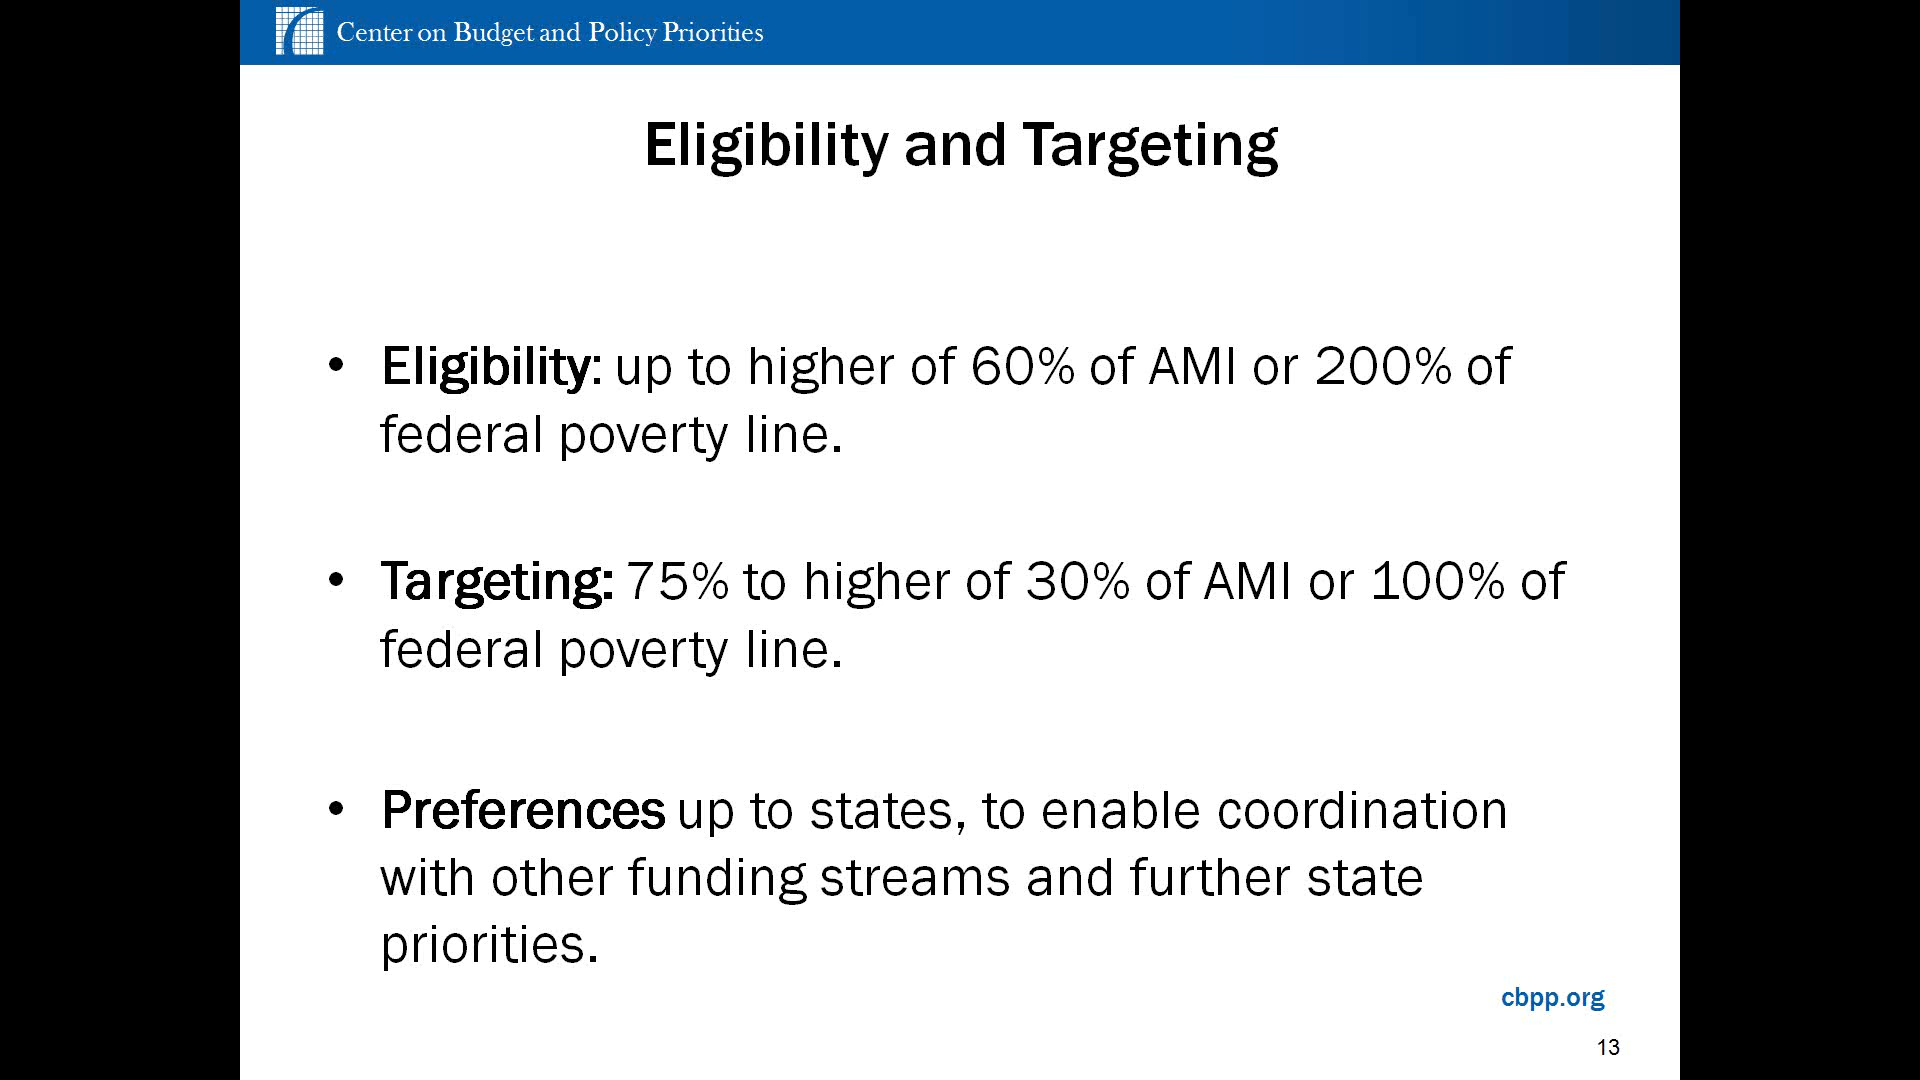 Center on Budget and Policy Priorities
Eligibility and Targeting
• Eligibility: up to higher of 60% of AMI or 200% of
federal poverty line.
• Targeting: 75% to higher of 30% of AMI or 100% of
federal poverty line.
• Preferences up to states, to enable coordination
with other funding streams and further state
priorities.
cbpp.org
13